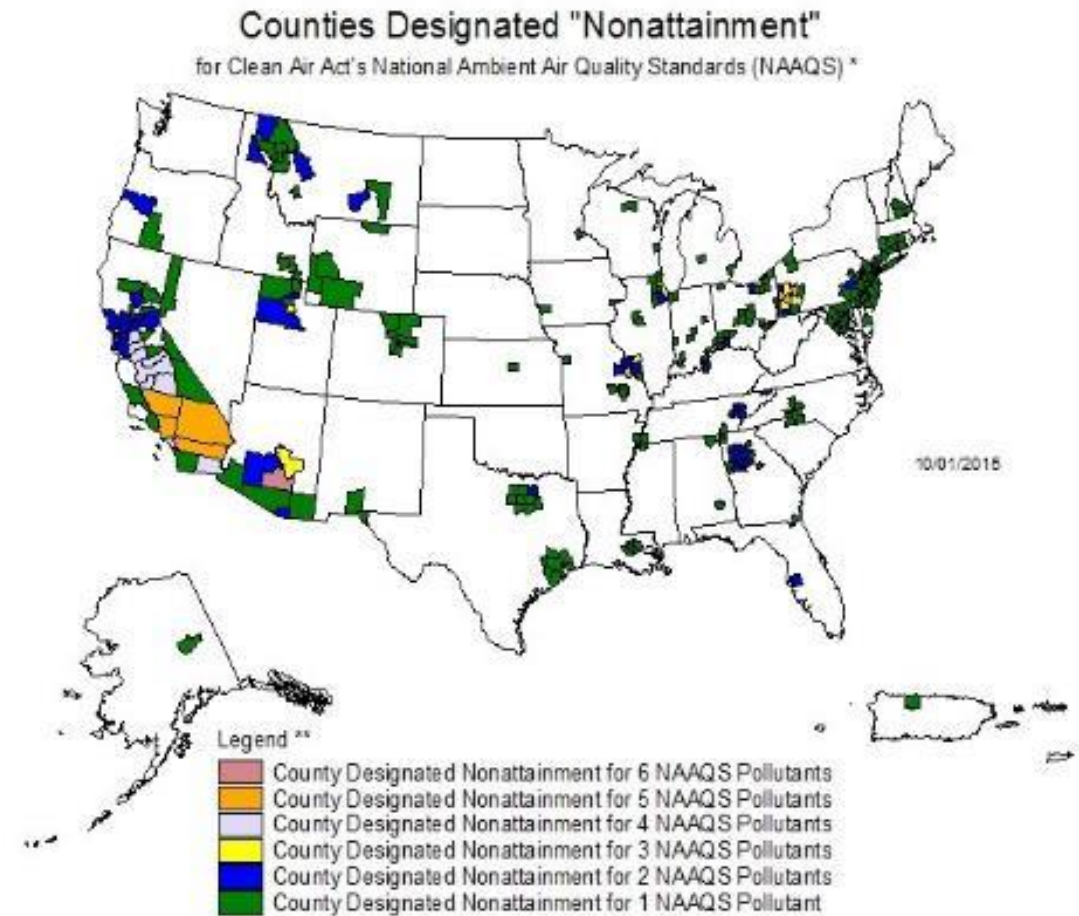 Counties Designated "Nonattainment"
for Clean Air Act's National Ambient Air Quality Standards (NAAQS) *
10/01/2015
Legend **
County Designated Nonattainment for 6 NAAQS Pollutants
County Designated Nonattainment for 5 NAAQS Pollutants
County Designated Nonattainment for 4 NAAQS Pollutants
County Designated Nonattainment for 3 NAAQS Pollutants
County Designated Nonattainment for 2 NAAQS Pollutants
County Designated Nonattainment for 1 NAAQS Pollutant